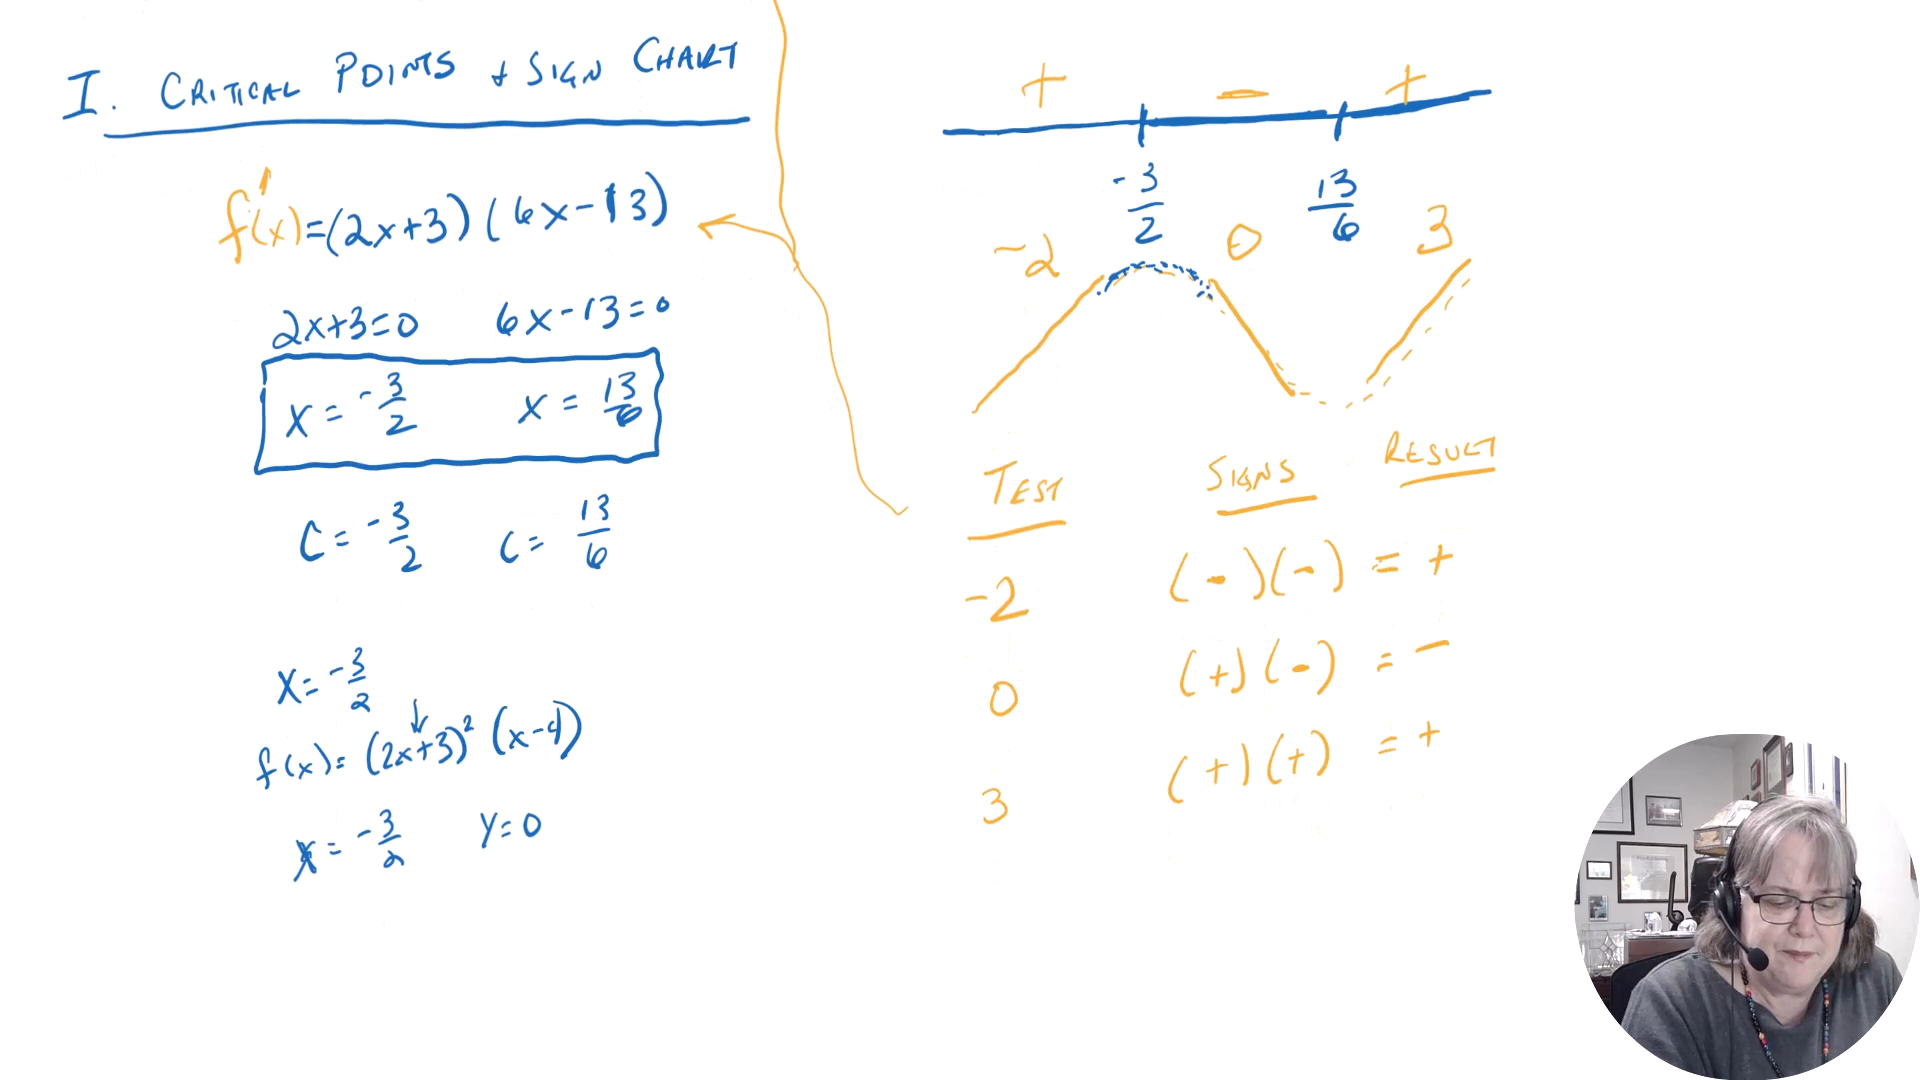 I. CRITICAL POINTS + SIGN CHART
f'(x)=(2x+3)(6x-13)
2x+3=0 6x-13=0
x = -3/2 x = 13/6
C = -3/2 C = 13/6
x = -3/2
f(x) = (2x+3)² (x-4)
x = -3/2 y=0
+ - +
-3/2 13/6
-2 0 3
TEST SIGNS RESULT
-2 (-)(-) = +
0 (+)(-) = -
3 (+)(+) = +